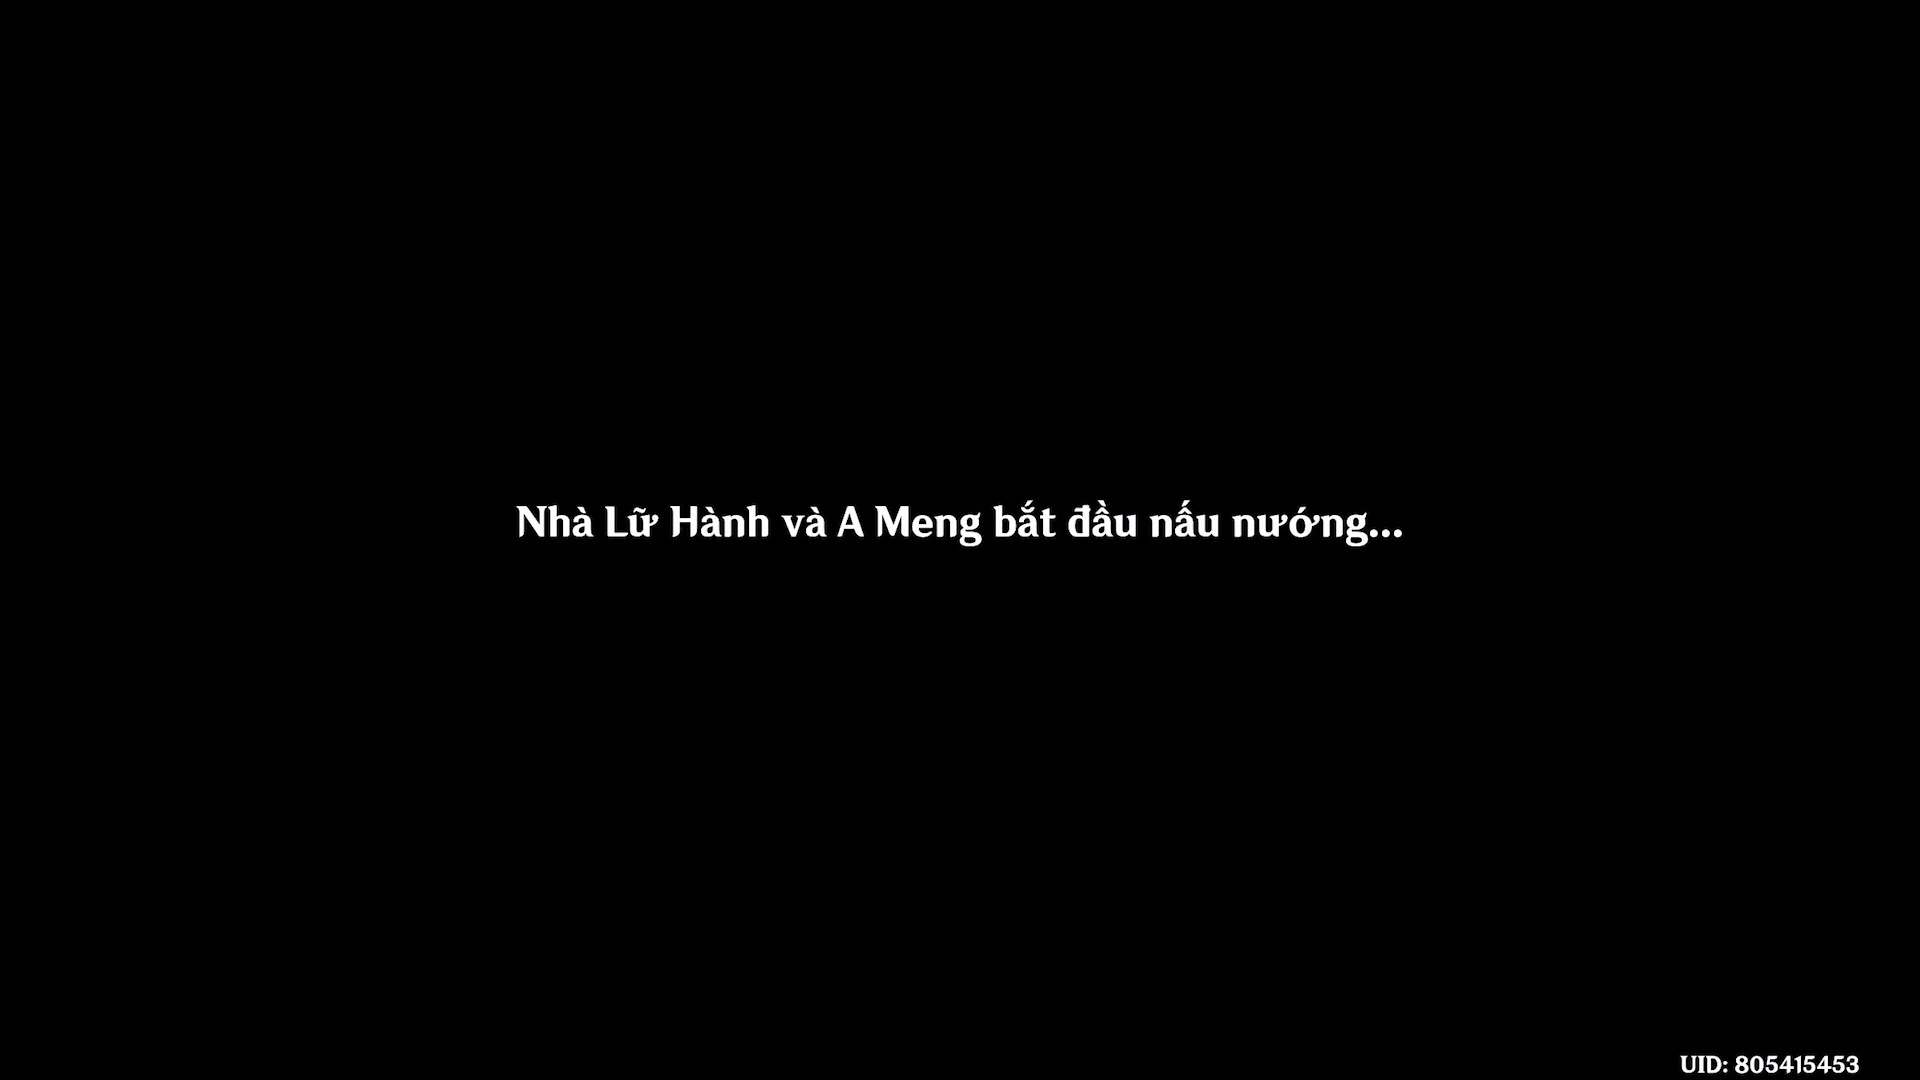 Nhà Lữ Hành và A Meng bắt đầu nấu nướng...
UID: 805415453